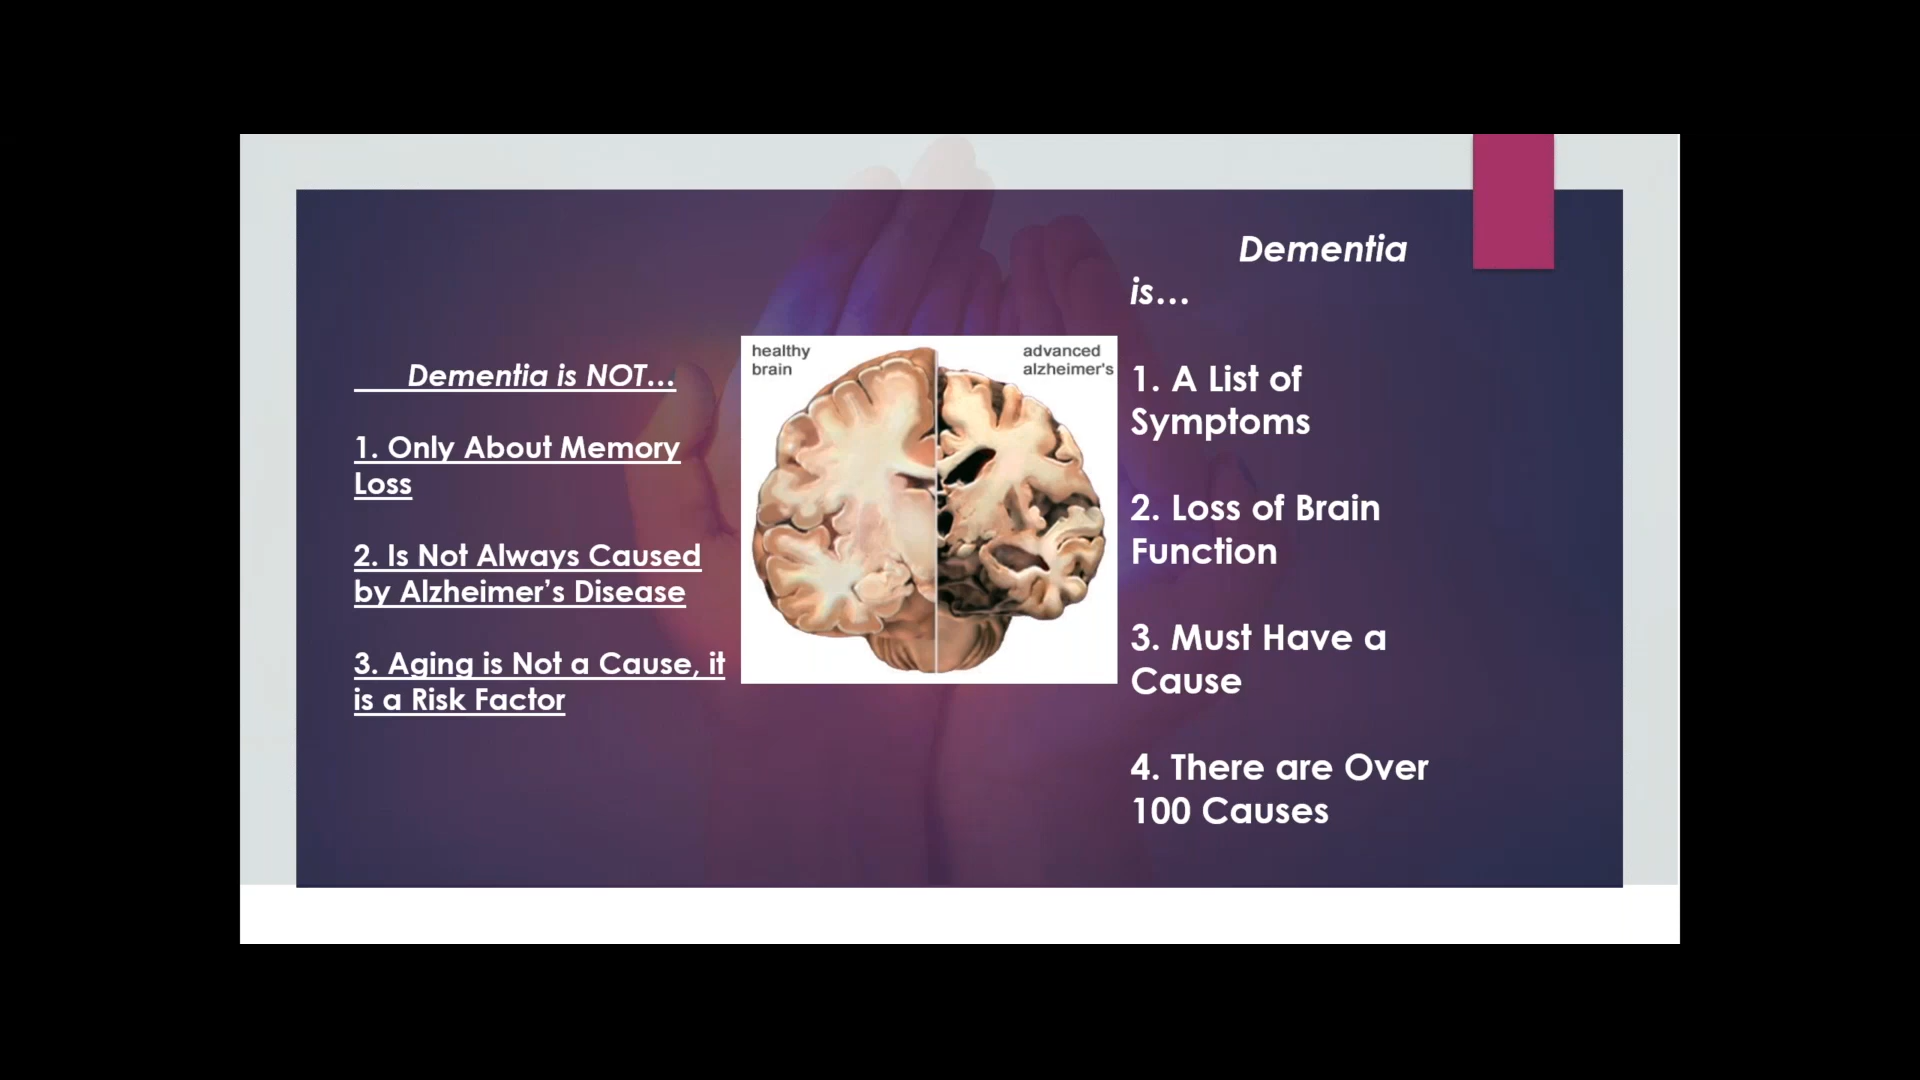 Dementia is NOT...
1. Only About Memory
Loss
2. Is Not Always Caused
by Alzheimer’s Disease
3. Aging is Not a Cause, it
is a Risk Factor
healthy
brain
advanced
alzheimer's
Dementia
is...
1. A List of
Symptoms
2. Loss of Brain
Function
3. Must Have a
Cause
4. There are Over
100 Causes